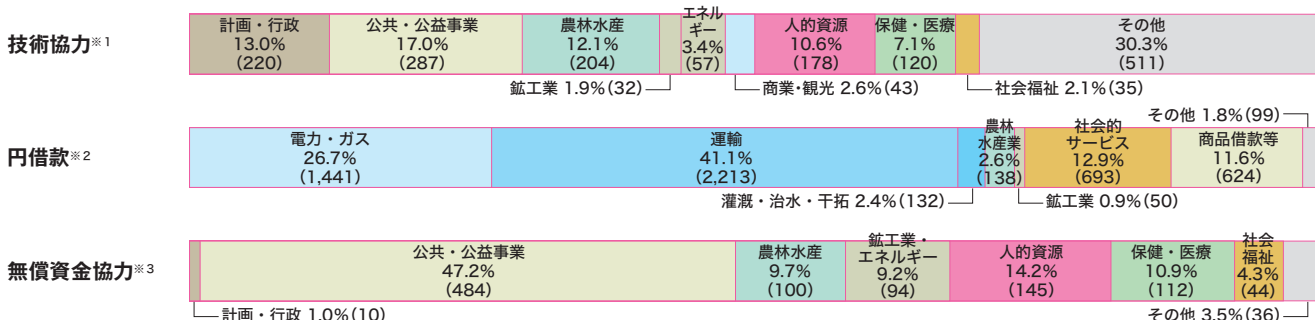 技術協力※1
計画・行政
13.0%
(220)
公共・公益事業
17.0%
(287)
農林水産
12.1%
(204)
エネル
ギー
3.4%
(57)
人的資源
10.6%
(178)
保健・医療
7.1%
(120)
その他
30.3%
(511)
鉱工業 1.9%(32)
商業・観光 2.6%(43)
社会福祉 2.1%(35)
円借款※2
電力・ガス
26.7%
(1,441)
運輸
41.1%
(2,213)
農林
水産業
2.6%
(138)
社会的
サービス
12.9%
(693)
商品借款等
11.6%
(624)
その他 1.8%(99)
灌漑・治水・干拓 2.4%(132)
鉱工業 0.9%(50)
無償資金協力※3
公共・公益事業
47.2%
(484)
農林水産
9.7%
(100)
鉱工業・
エネルギー
9.2%
(94)
人的資源
14.2%
(145)
保健・医療
10.9%
(112)
社会
福祉
4.3%
(44)
計画・行政 1.0%(10)
その他 3.5%(36)